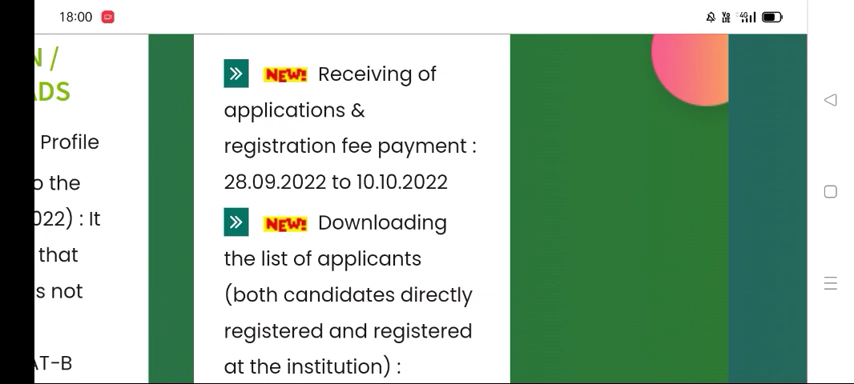 18:00
N /
ADS
Profile
o the
022) : It
that
s not
AT-B
NEW! Receiving of
applications &
registration fee payment :
28.09.2022 to 10.10.2022
NEW! Downloading
the list of applicants
(both candidates directly
registered and registered
at the institution) :